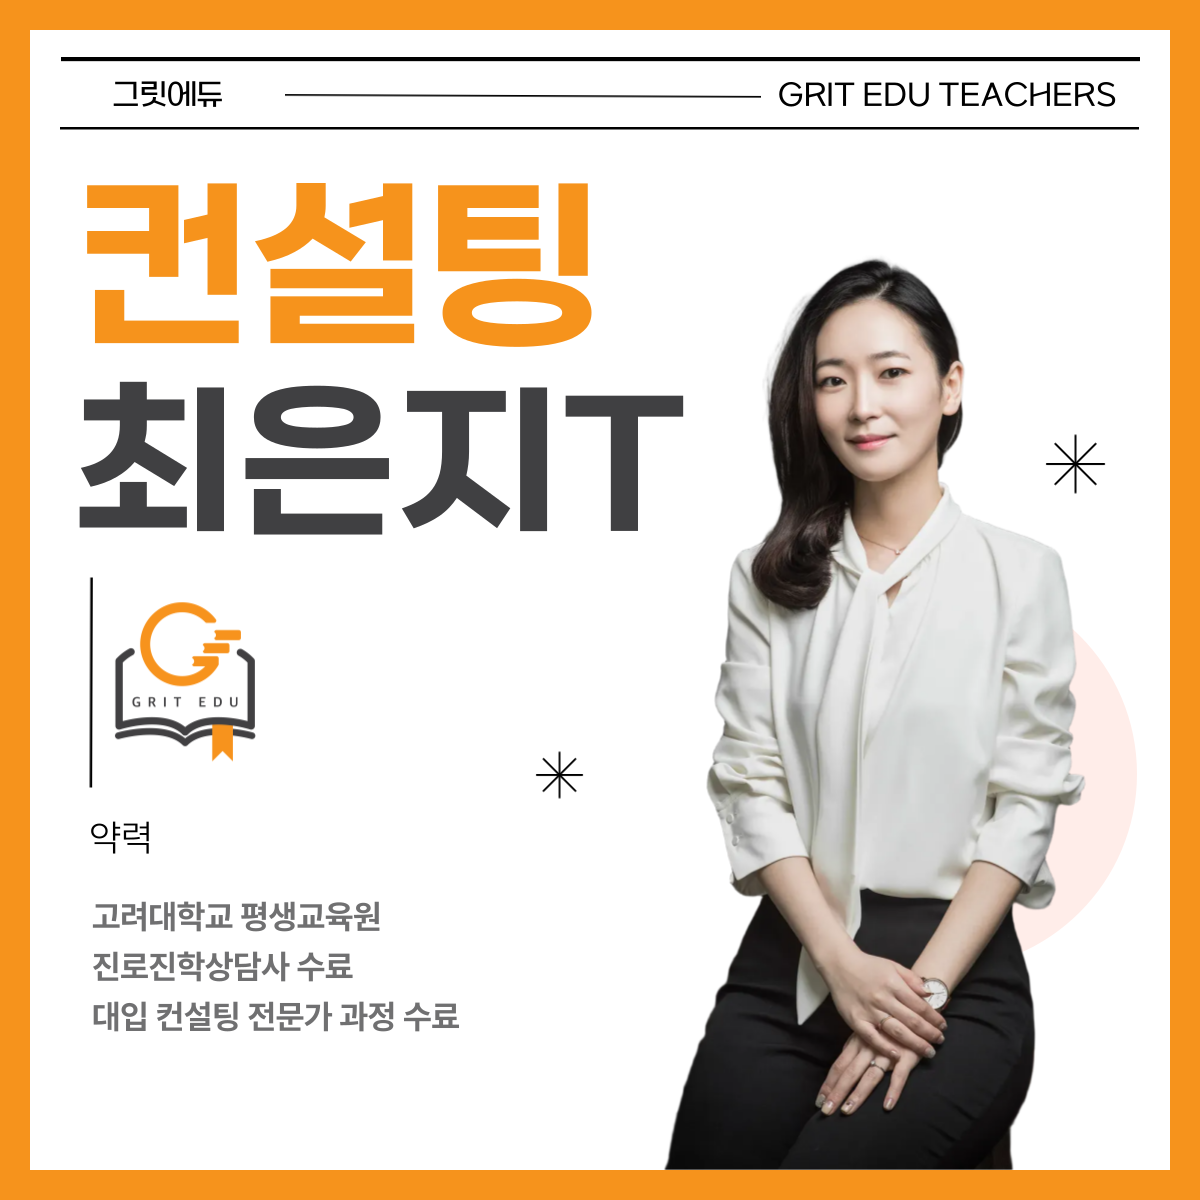 그릿에듀
GRIT EDU TEACHERS
컨설팅
최은지T
GRIT EDU
약력
고려대학교 평생교육원
진로진학상담사 수료
대입 컨설팅 전문가 과정 수료